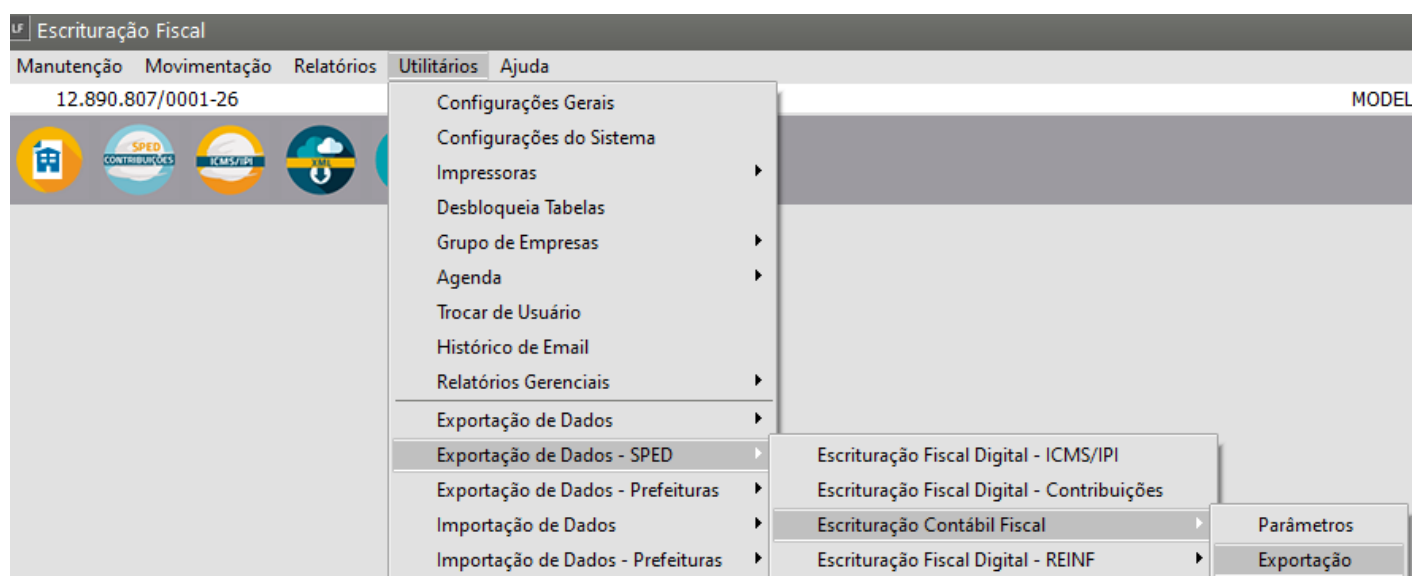 LF Escrituração Fiscal
Manutenção Movimentação Relatórios Utilitários Ajuda
12.890.807/0001-26 MODEL
SPED CONTRIBUIÇÕES ICMS/IPI XML
Configurações Gerais
Configurações do Sistema
Impressoras
Desbloqueia Tabelas
Grupo de Empresas
Agenda
Trocar de Usuário
Histórico de Email
Relatórios Gerenciais
Exportação de Dados
Exportação de Dados - SPED
Exportação de Dados - Prefeituras
Importação de Dados
Importação de Dados - Prefeituras
Escrituração Fiscal Digital - ICMS/IPI
Escrituração Fiscal Digital - Contribuições
Escrituração Contábil Fiscal
Escrituração Fiscal Digital - REINF
Parâmetros
Exportação